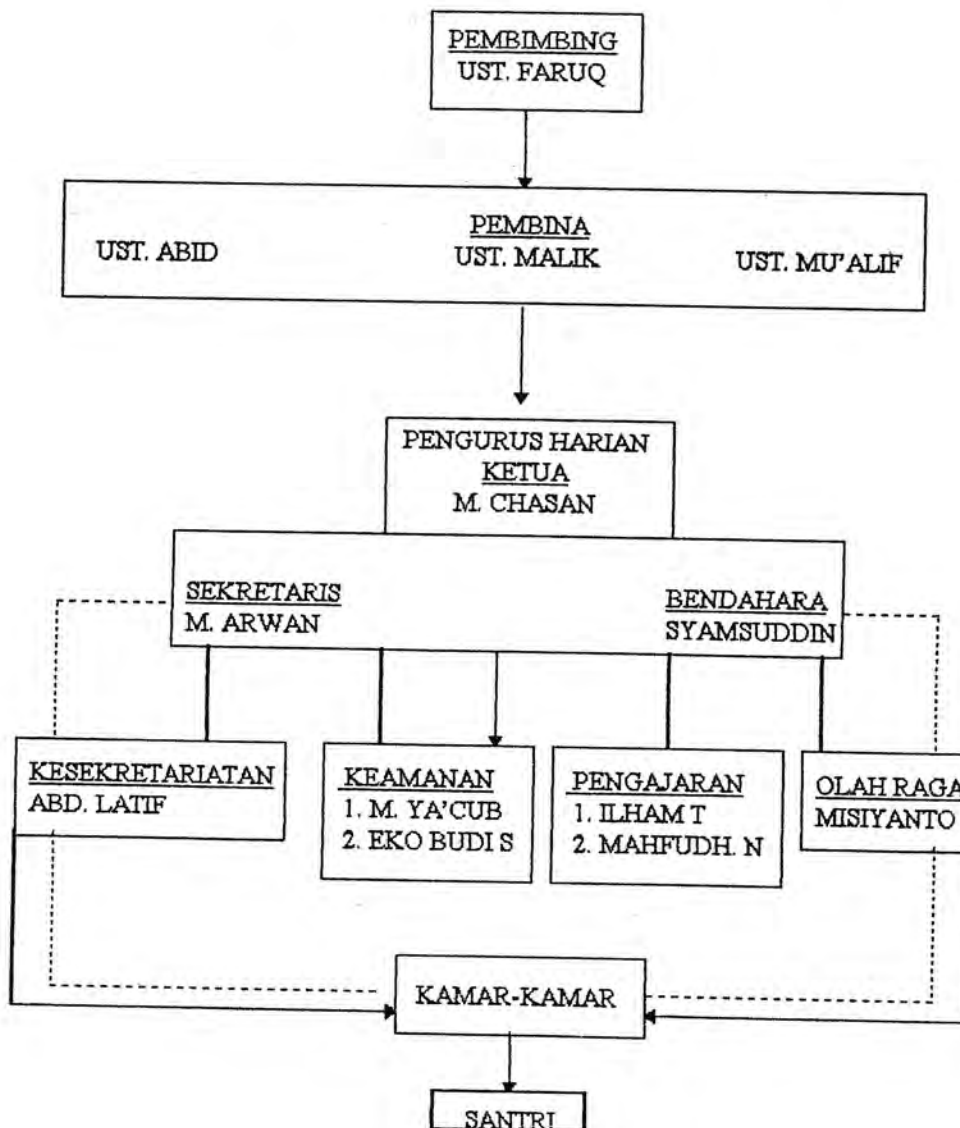 PEMBIMBING
UST. FARUQ
PEMBINA
UST. ABID
UST. MALIK
UST. MU'ALIF
PENGURUS HARIAN
KETUA
M. CHASAN
SEKRETARIS
M. ARWAN
BENDAHARA
SYAMSUDDIN
KESEKRETARIATAN
ABD. LATIF
KEAMANAN
1. M. YA'CUB
2. EKO BUDI S
PENGAJARAN
1. ILHAM T
2. MAHFUDH. N
OLAH RAGA
MISIYANTO
KAMAR-KAMAR
SANTRI